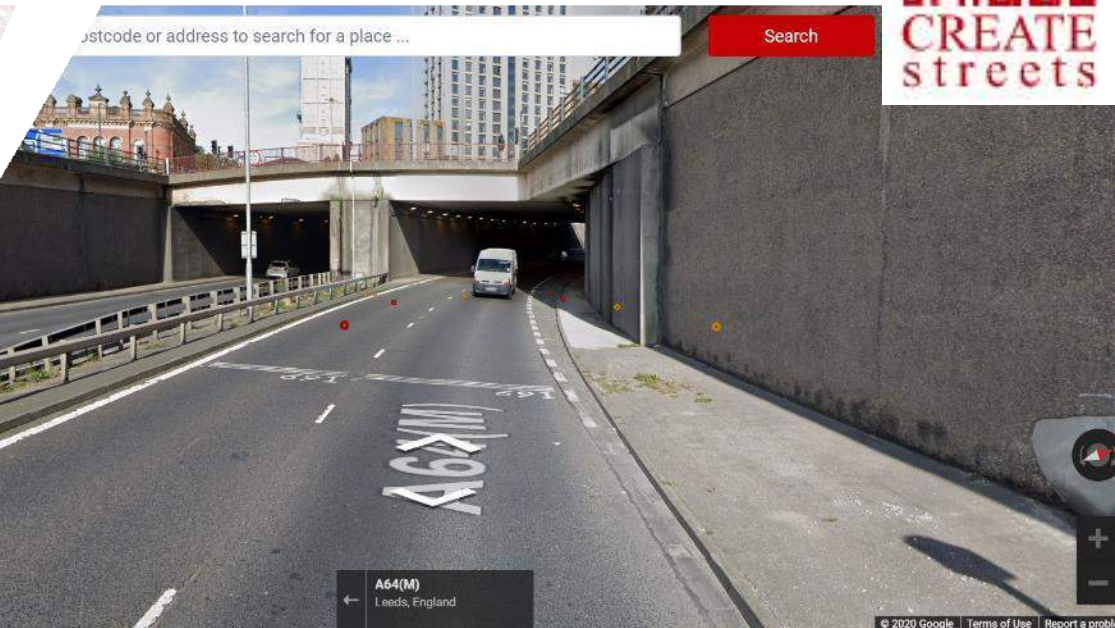 ostcode or address to search for a place ...
Search
CREATE
streets
A64(M)
A64(M)
Leeds, England
© 2020 Google
Terms of Use
Report a probl